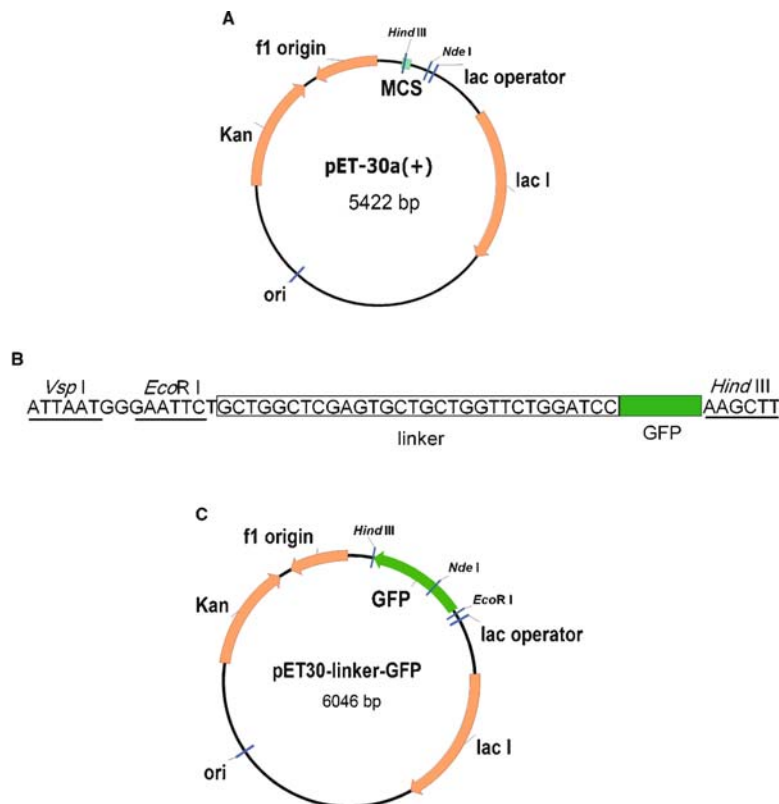 A
Hind III
f1 origin
Nde I
lac operator
MCS
Kan
pET-30a(+)
lac I
5422 bp
ori
B
Vsp I EcoR I Hind III
ATTAATGGGAATTCTGCTGGCTCGAGTGCTGCTGGTTCTGGATCC AAGCTT
linker GFP
C
Hind III
f1 origin
Nde I
GFP
EcoR I
Kan
lac operator
pET30-linker-GFP
6046 bp
lac I
ori